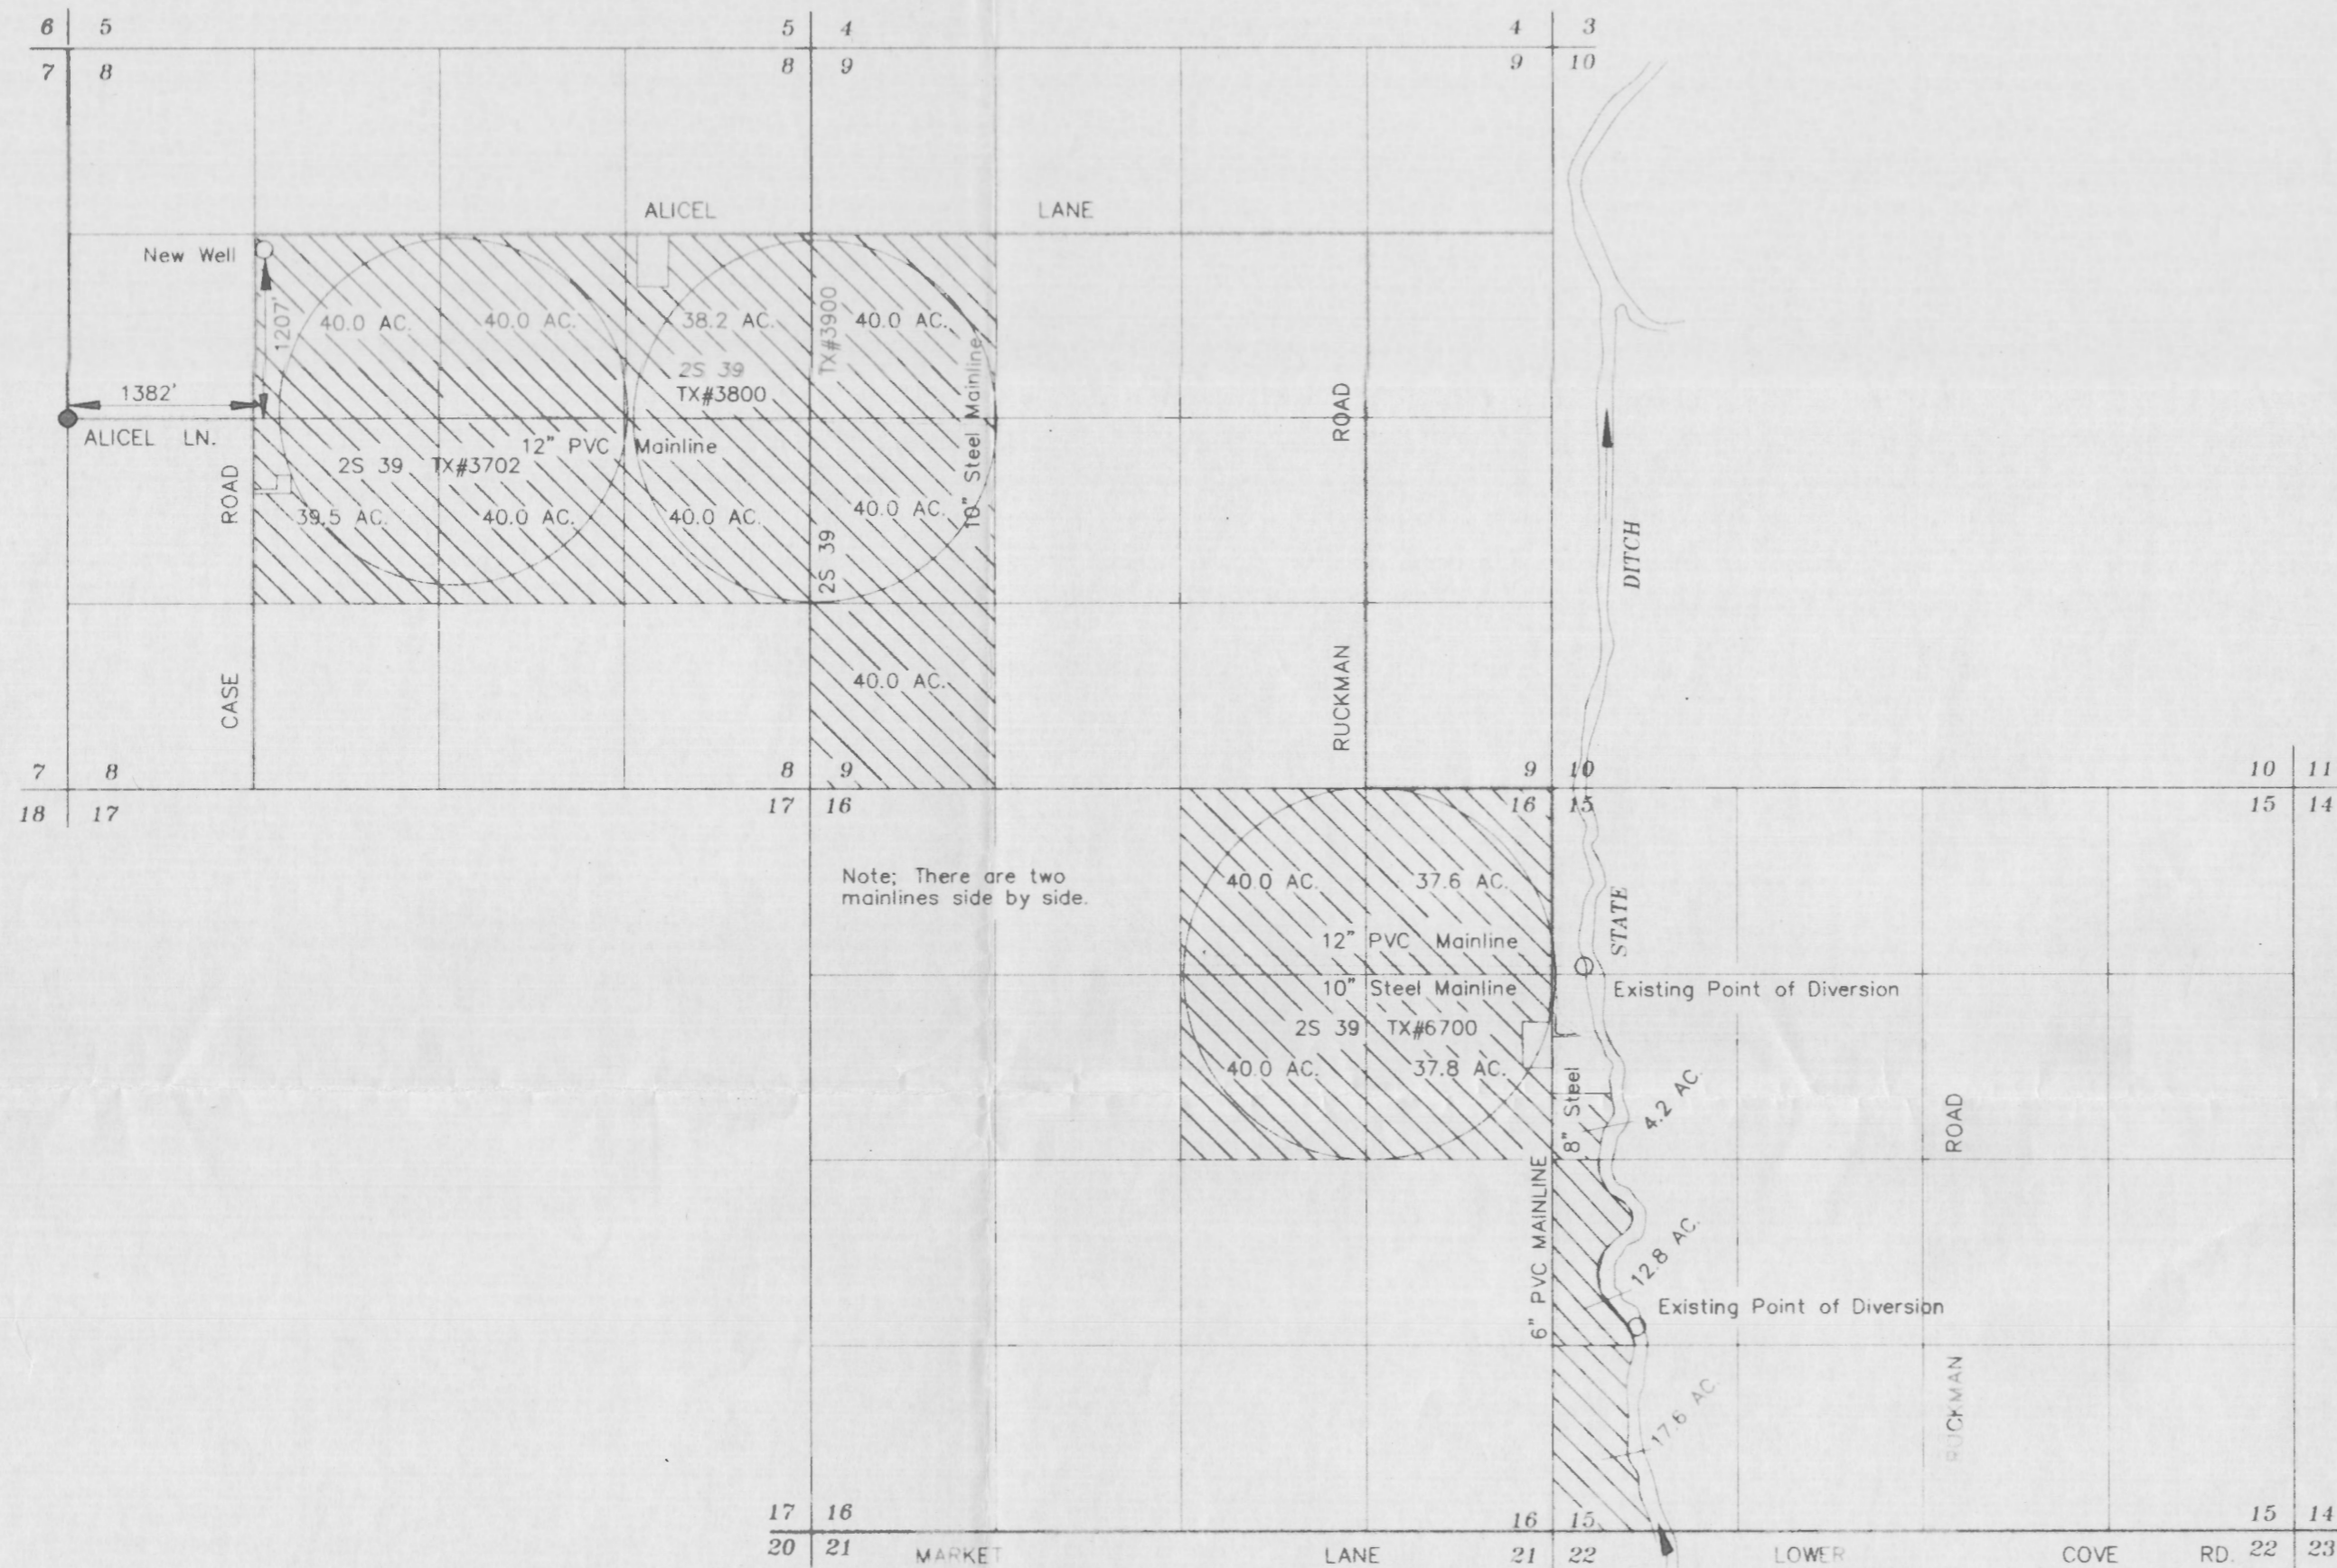 6 5
5 4
4 3
7 8
8 9
9 10
ALICEL LANE
New Well
1207'
40.0 AC.
40.0 AC.
38.2 AC.
40.0 AC.
TX#3900
2S 39
TX#3800
10" Steel Mainline
1382'
ALICEL LN.
12" PVC Mainline
2S 39 TX#3702
39.5 AC.
40.0 AC.
40.0 AC.
40.0 AC.
2S 39
CASE ROAD
RUCKMAN ROAD
STATE DITCH
40.0 AC.
7 8
8 9
9 10
10 11
18 17
17 16
16 15
15 14
Note; There are two
mainlines side by side.
40.0 AC.
37.6 AC.
12" PVC Mainline
10" Steel Mainline
Existing Point of Diversion
2S 39 TX#6700
40.0 AC.
37.8 AC.
8" Steel
4.2 AC.
6" PVC MAINLINE
12.8 AC.
Existing Point of Diversion
17.6 AC.
RUCKMAN ROAD
17 16
16 15
15 14
20 21
21 22
22 23
MARKET LANE
LOWER COVE RD.